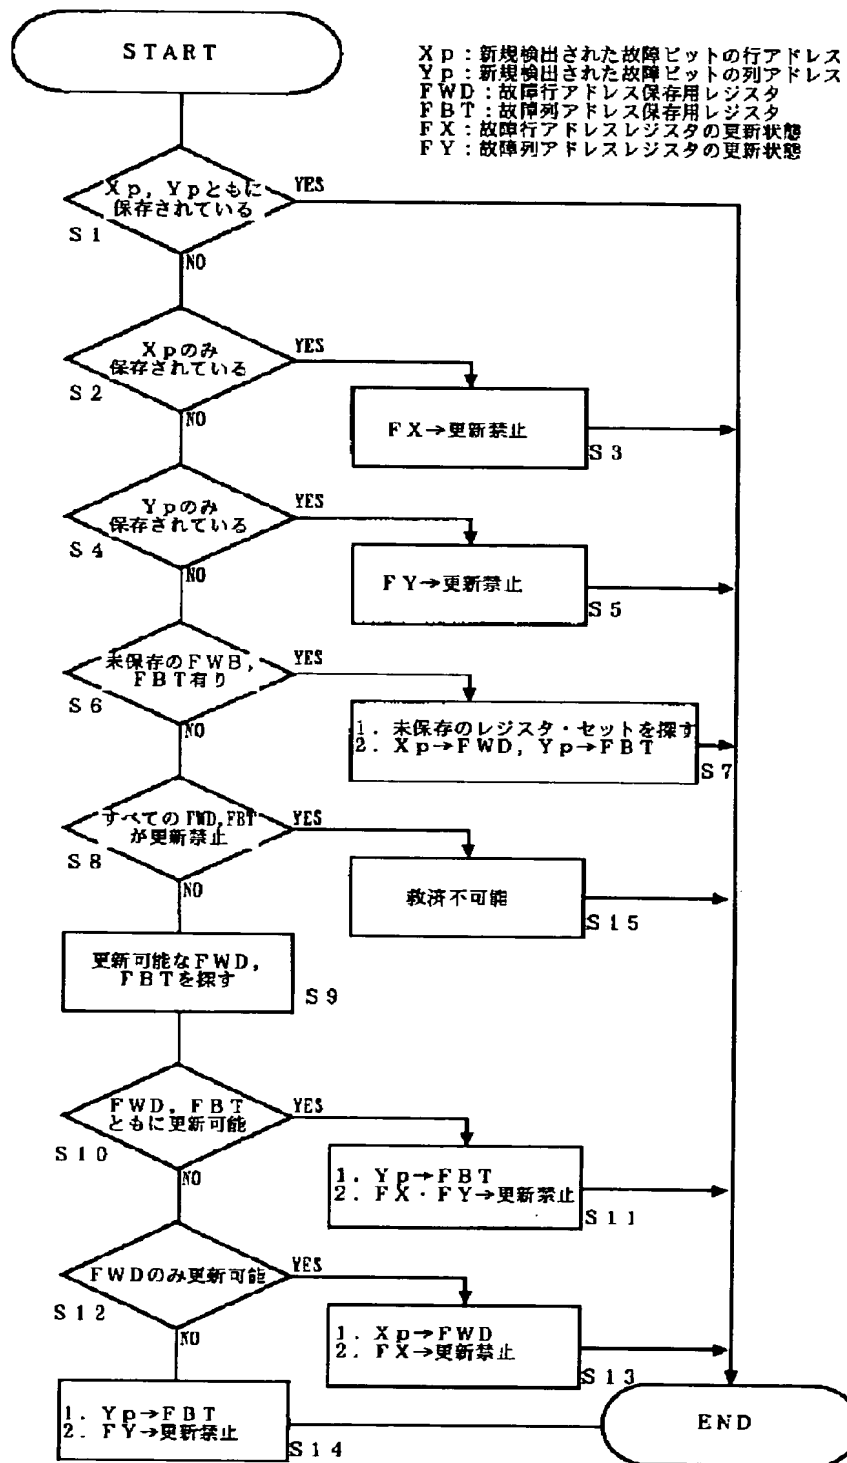 START
Xp：新規検出された故障ビットの行アドレス
Yp：新規検出された故障ビットの列アドレス
FWD：故障行アドレス保存用レジスタ
FBT：故障列アドレス保存用レジスタ
FX：故障行アドレスレジスタの更新状態
FY：故障列アドレスレジスタの更新状態
Xp，Ypともに
保存されている
YES
S1
NO
Xpのみ
保存されている
YES
S2
NO
FX→更新禁止
S3
Ypのみ
保存されている
YES
S4
NO
FY→更新禁止
S5
未保存のFWB，
FBT有り
YES
S6
NO
1．未保存のレジスタ・セットを探す
2．Xp→FWD，Yp→FBT
S7
すべてのFWD,FBT
が更新禁止
YES
S8
NO
救済不可能
S15
更新可能なFWD，
FBTを探す
S9
FWD，FBT
ともに更新可能
YES
S10
NO
1．Yp→FBT
2．FX・FY→更新禁止
S11
FWDのみ更新可能
YES
S12
NO
1．Xp→FWD
2．FX→更新禁止
S13
1．Yp→FBT
2．FY→更新禁止
S14
END